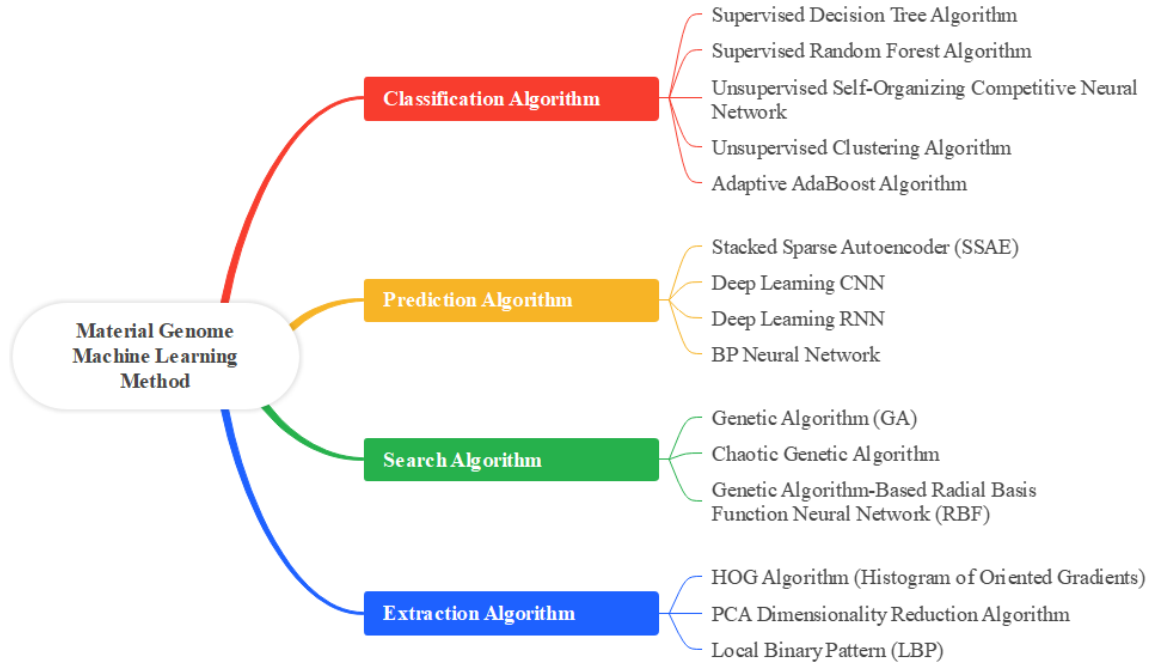 Material Genome
Machine Learning
Method
Classification Algorithm
Supervised Decision Tree Algorithm
Supervised Random Forest Algorithm
Unsupervised Self-Organizing Competitive Neural
Network
Unsupervised Clustering Algorithm
Adaptive AdaBoost Algorithm
Prediction Algorithm
Stacked Sparse Autoencoder (SSAE)
Deep Learning CNN
Deep Learning RNN
BP Neural Network
Search Algorithm
Genetic Algorithm (GA)
Chaotic Genetic Algorithm
Genetic Algorithm-Based Radial Basis
Function Neural Network (RBF)
Extraction Algorithm
HOG Algorithm (Histogram of Oriented Gradients)
PCA Dimensionality Reduction Algorithm
Local Binary Pattern (LBP)